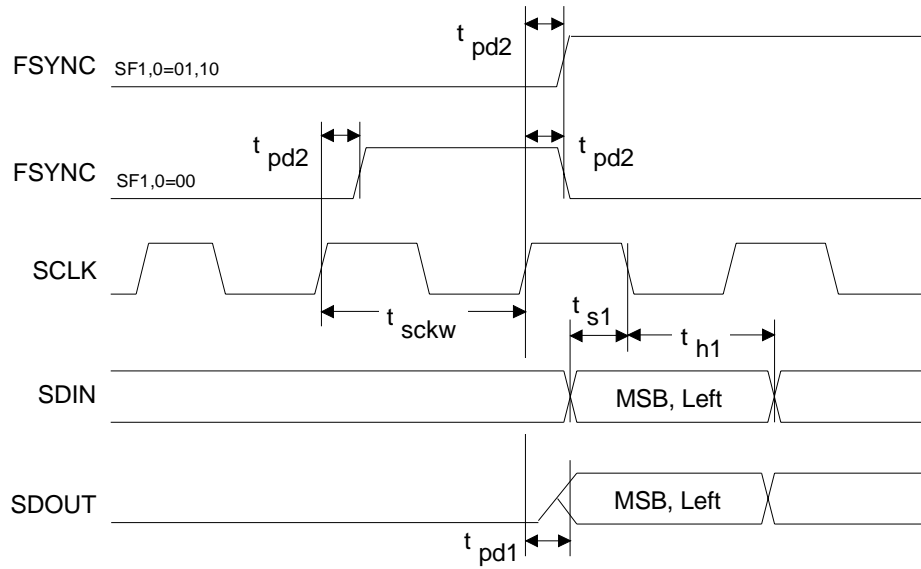 t pd2
FSYNC SF1,0=01,10
t pd2 t pd2
FSYNC SF1,0=00
SCLK
t sckw t s1 t h1
SDIN MSB, Left
SDOUT MSB, Left
t pd1